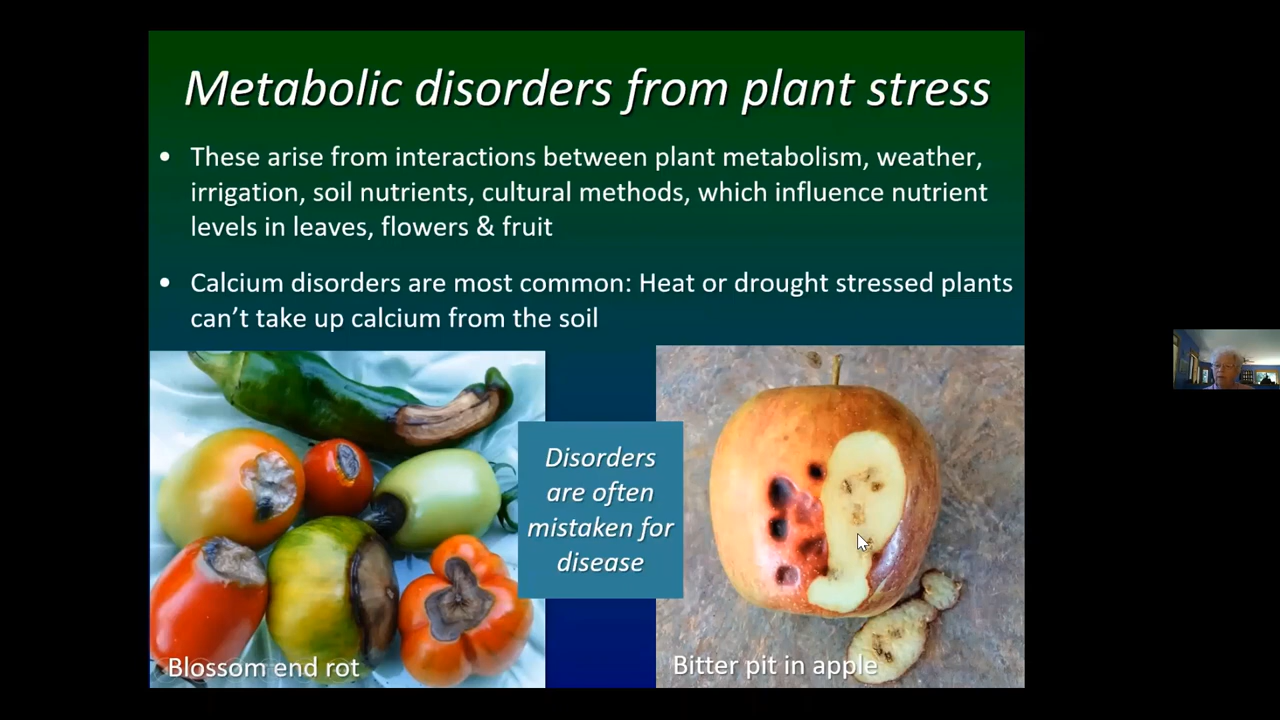 Metabolic disorders from plant stress
• These arise from interactions between plant metabolism, weather,
irrigation, soil nutrients, cultural methods, which influence nutrient
levels in leaves, flowers & fruit
• Calcium disorders are most common: Heat or drought stressed plants
can’t take up calcium from the soil
Disorders
are often
mistaken for
disease
Blossom end rot
Bitter pit in apple